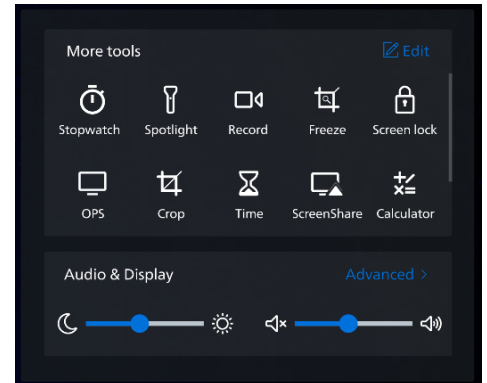 More tools Edit
Stopwatch Spotlight Record Freeze Screen lock
OPS Crop Time ScreenShare Calculator
Audio & Display Advanced >